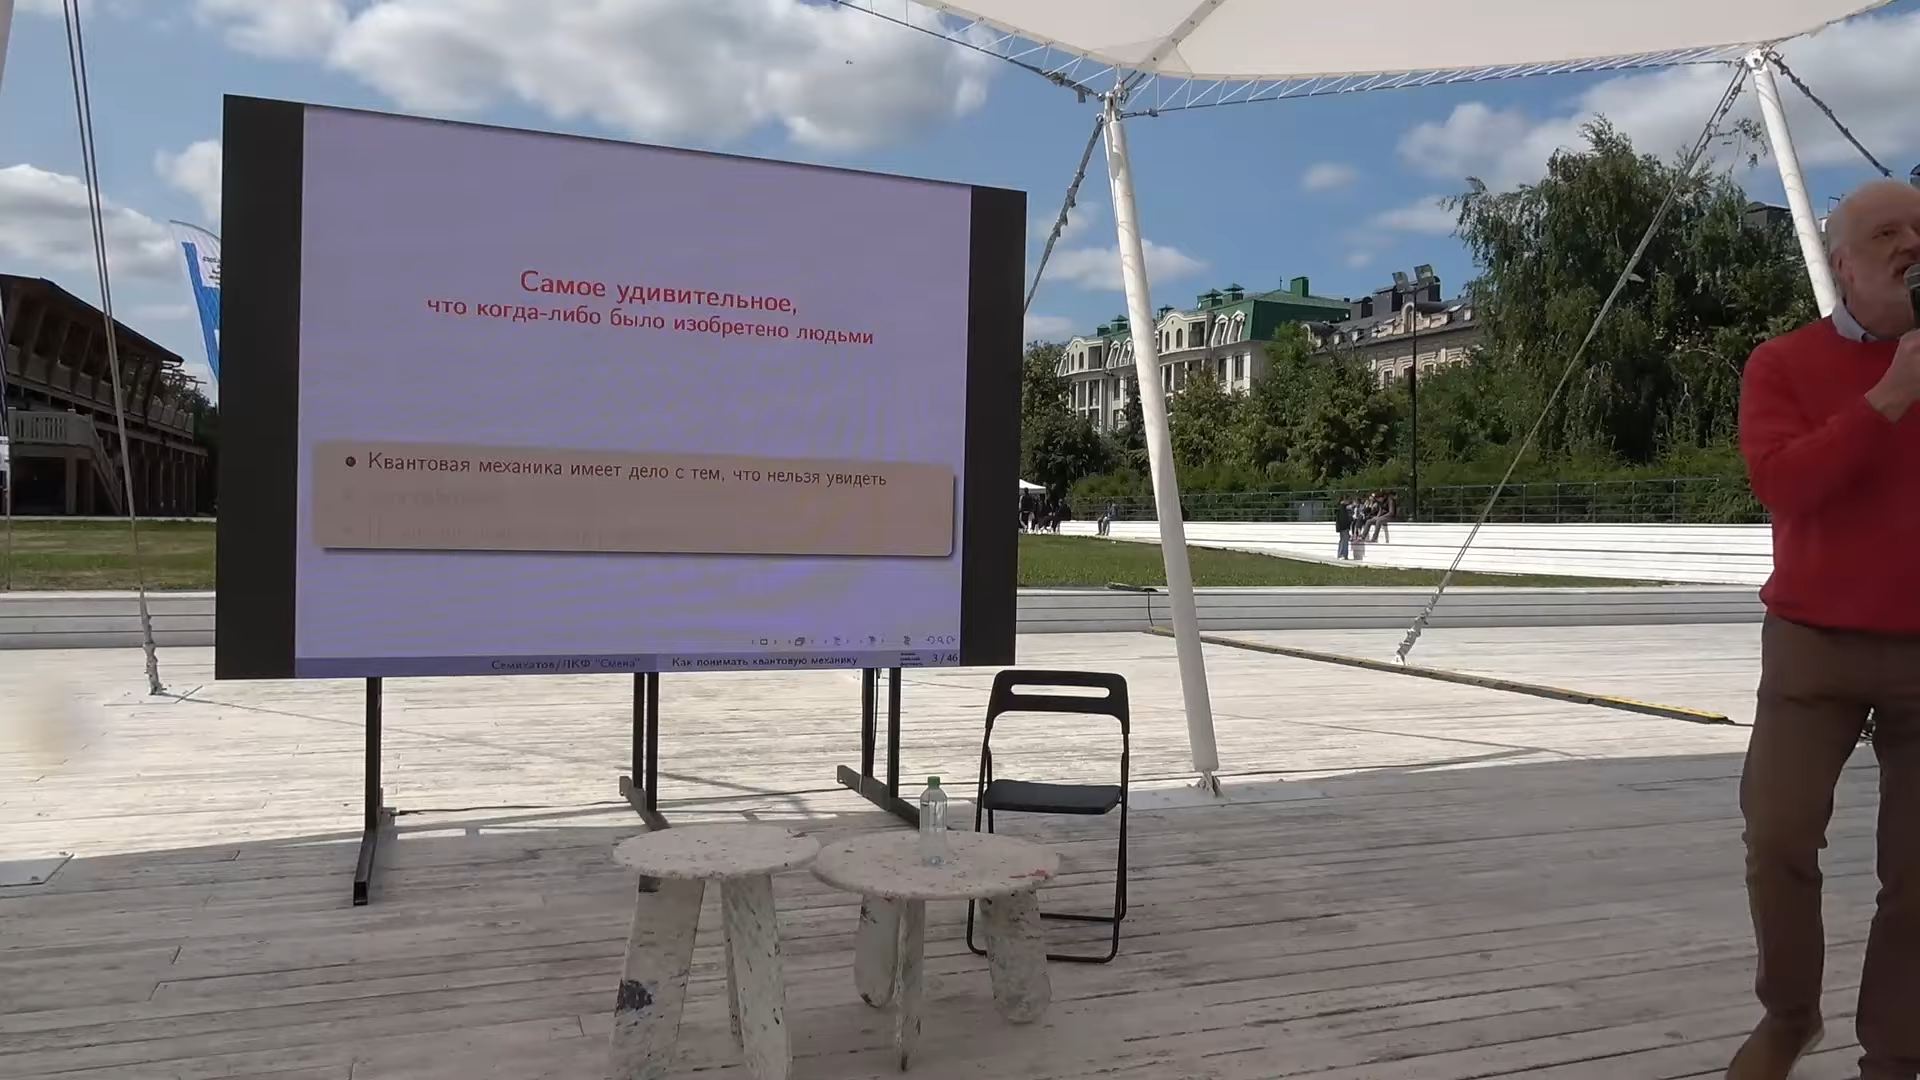 Самое удивительное,
что когда-либо было изобретено людьми
● Квантовая механика имеет дело с тем, что нельзя увидеть
Семихатов/ЛКФ "Смена"
Как понимать квантовую механику
3 / 46